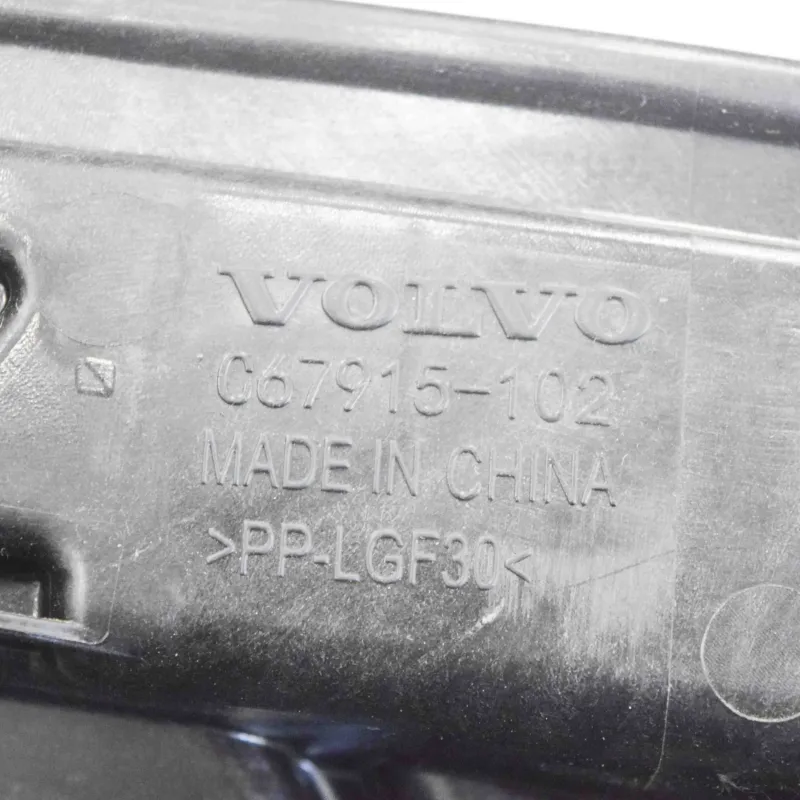 VOLVO
C67915-102
MADE IN CHINA
>PP-LGF30<